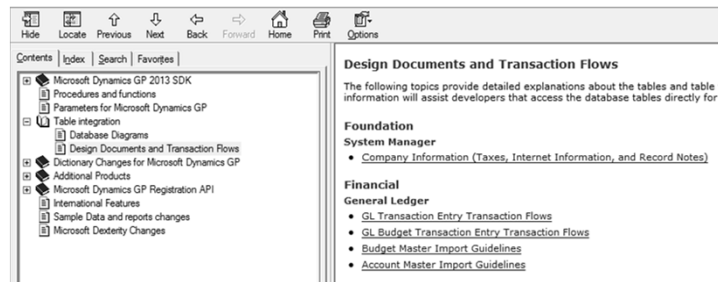 Hide Locate Previous Next Back Forward Home Print Options
Contents Index Search Favorites
Microsoft Dynamics GP 2013 SDK
Procedures and functions
Parameters for Microsoft Dynamics GP
Table integration
Database Diagrams
Design Documents and Transaction Flows
Dictionary Changes for Microsoft Dynamics GP
Additional Products
Microsoft Dynamics GP Registration API
International Features
Sample Data and reports changes
Microsoft Dexterity Changes
Design Documents and Transaction Flows
The following topics provide detailed explanations about the tables and table
information will assist developers that access the database tables directly for
Foundation
System Manager
• Company Information (Taxes, Internet Information, and Record Notes)
Financial
General Ledger
• GL Transaction Entry Transaction Flows
• GL Budget Transaction Entry Transaction Flows
• Budget Master Import Guidelines
• Account Master Import Guidelines